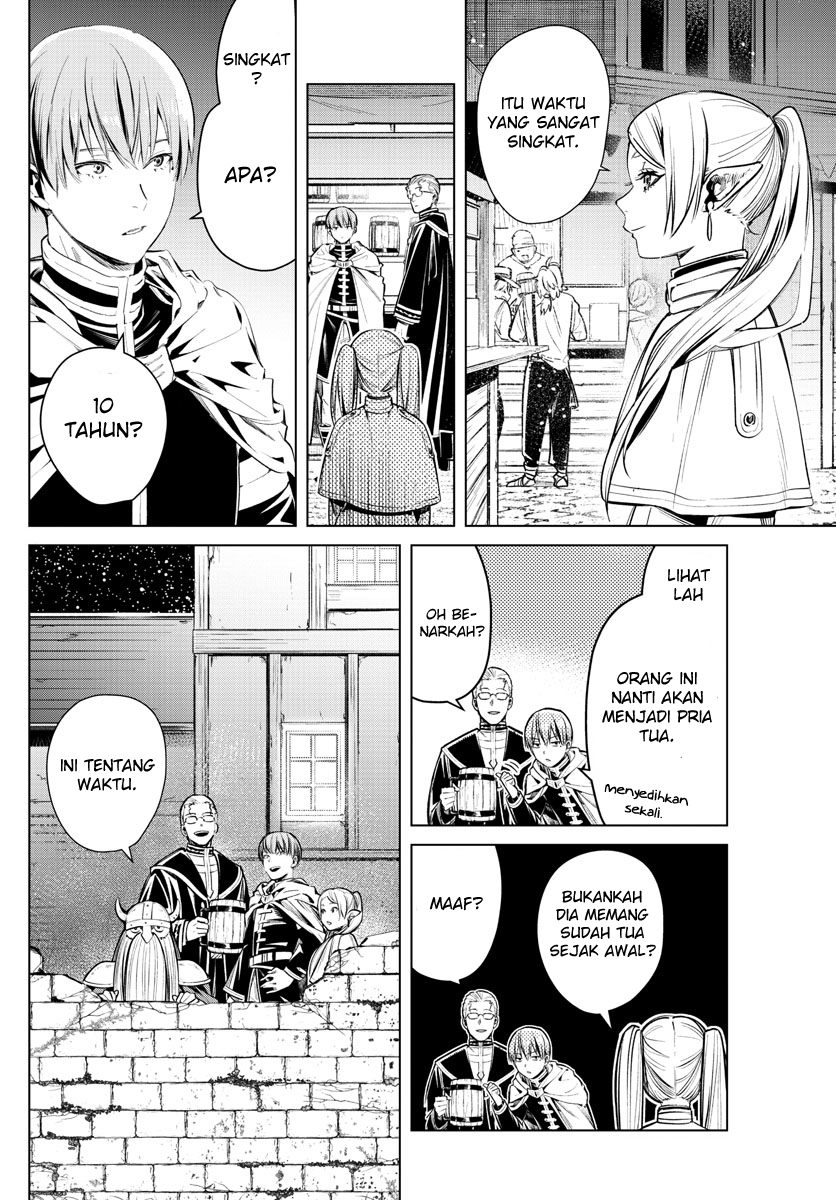 ITU WAKTU
YANG SANGAT
SINGKAT.
SINGKAT
?
APA?
10
TAHUN?
LIHAT
LAH
ORANG INI
NANTI AKAN
MENJADI PRIA
TUA.
menyedihkan
sekali.
OH BE-
NARKAH?
BUKANKAH
DIA MEMANG
SUDAH TUA
SEJAK AWAL?
MAAF?
INI TENTANG
WAKTU.